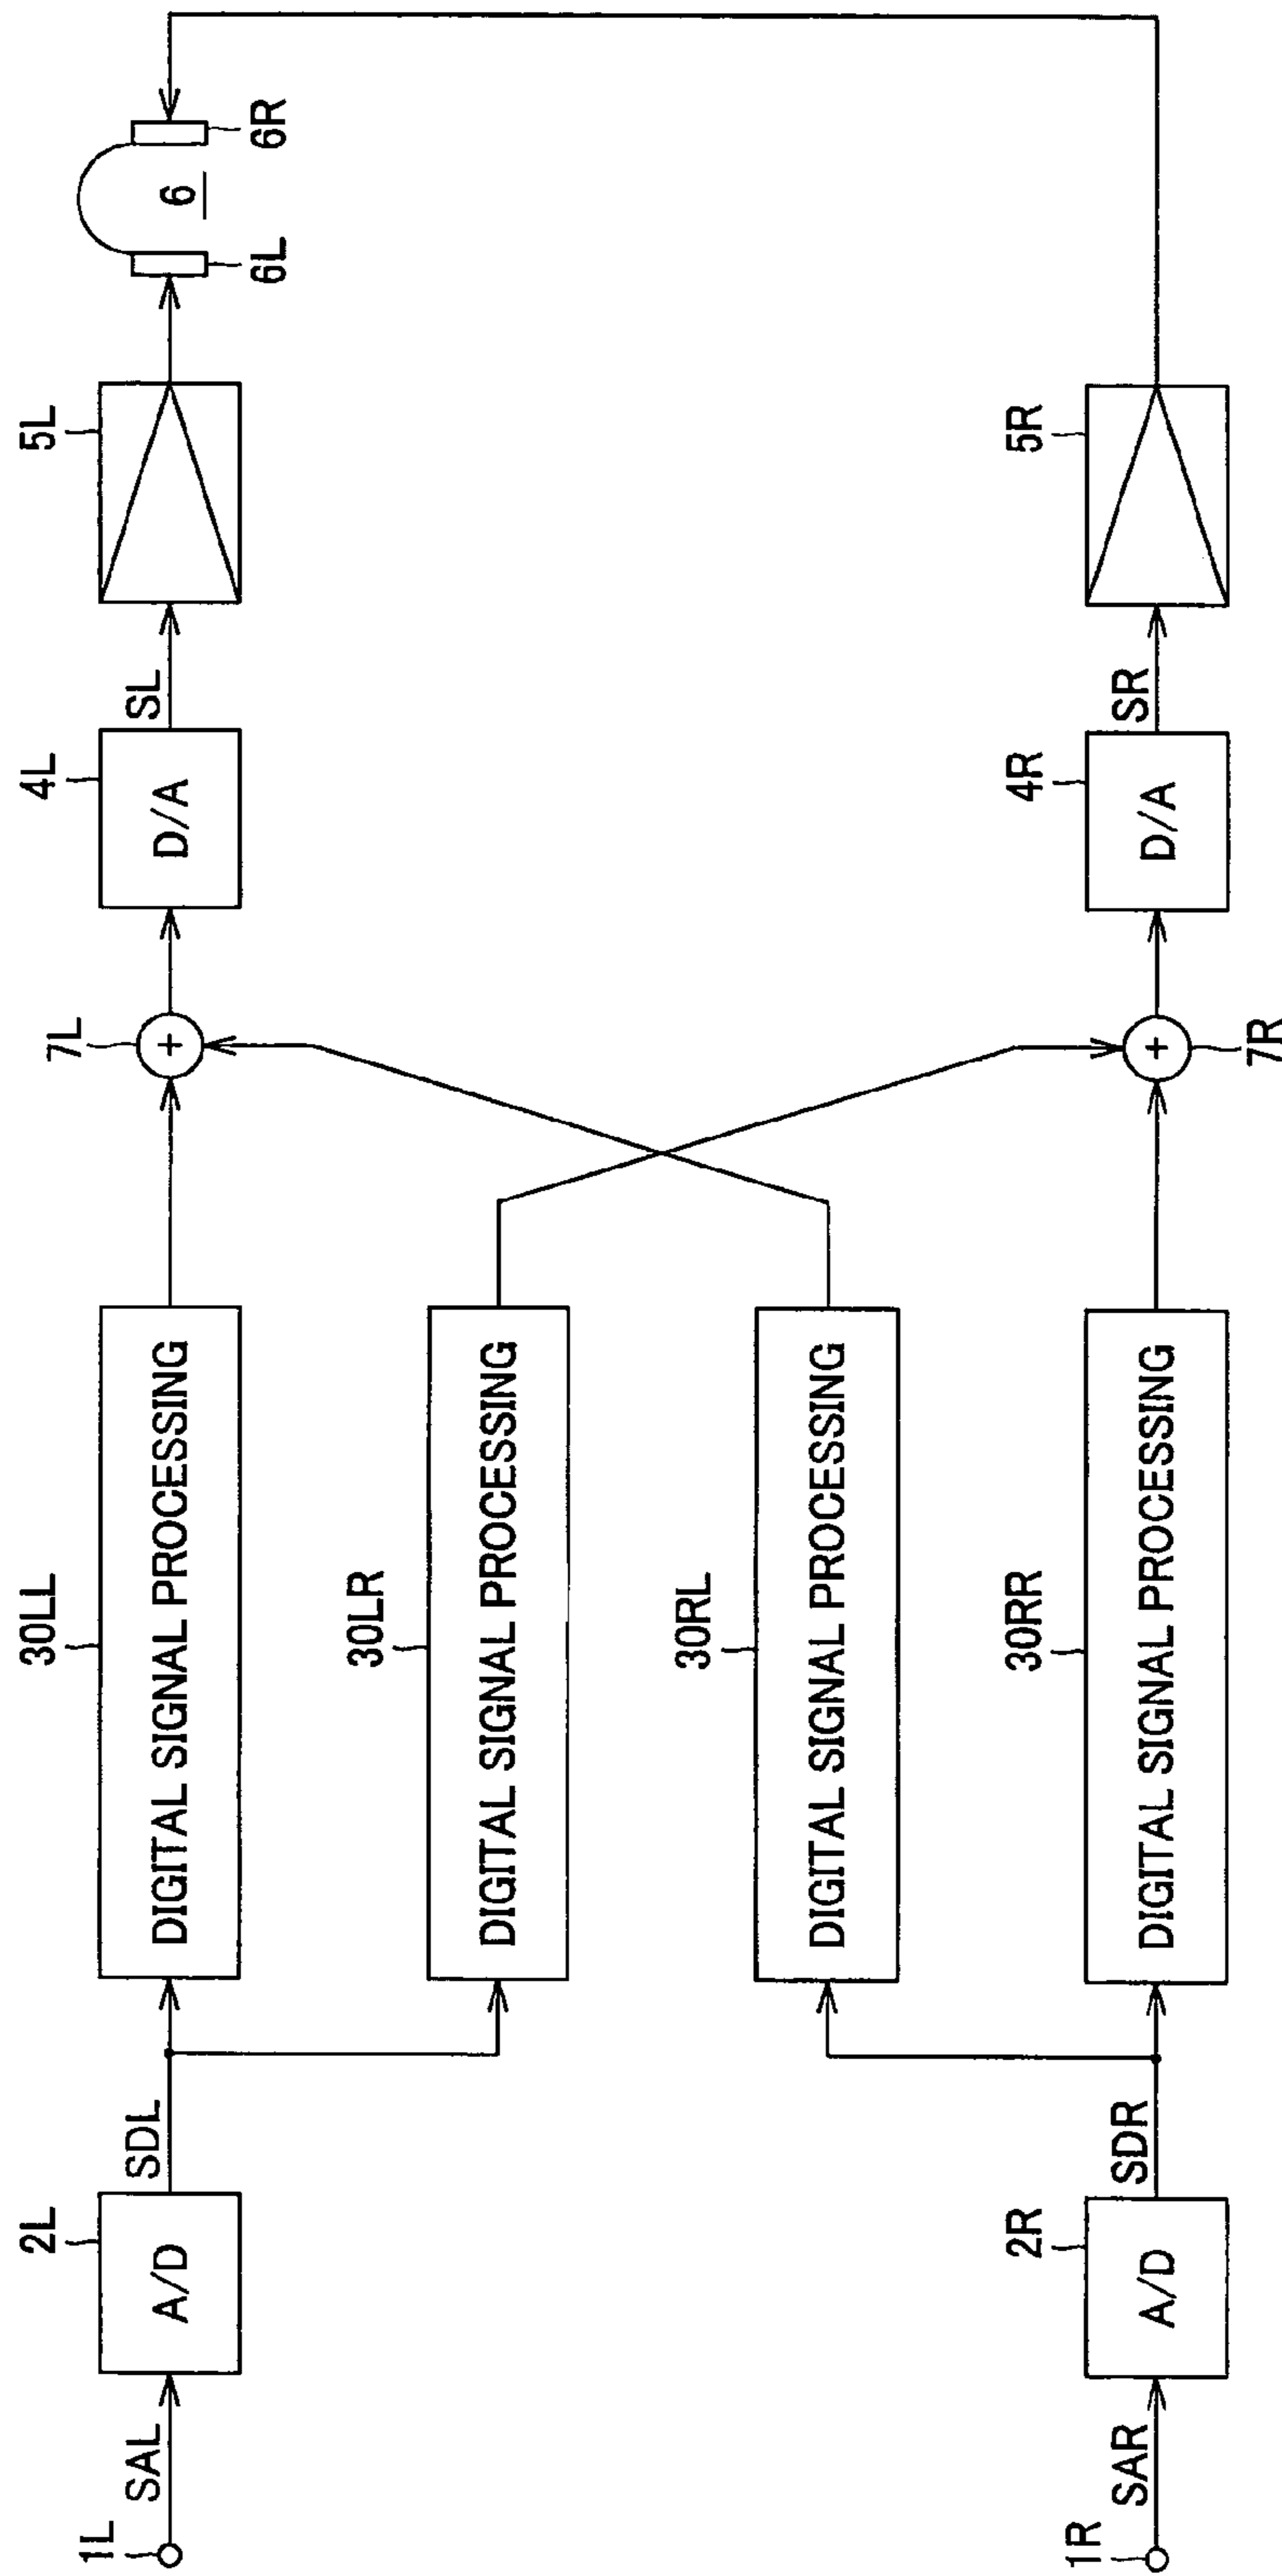 1L
SAL
2L
A/D
SDL
30LL
DIGITAL SIGNAL PROCESSING
7L
+
4L
D/A
SL
5L
6L
6
6R
30LR
DIGITAL SIGNAL PROCESSING
30RL
DIGITAL SIGNAL PROCESSING
1R
SAR
2R
A/D
SDR
30RR
DIGITAL SIGNAL PROCESSING
+
7R
4R
D/A
SR
5R